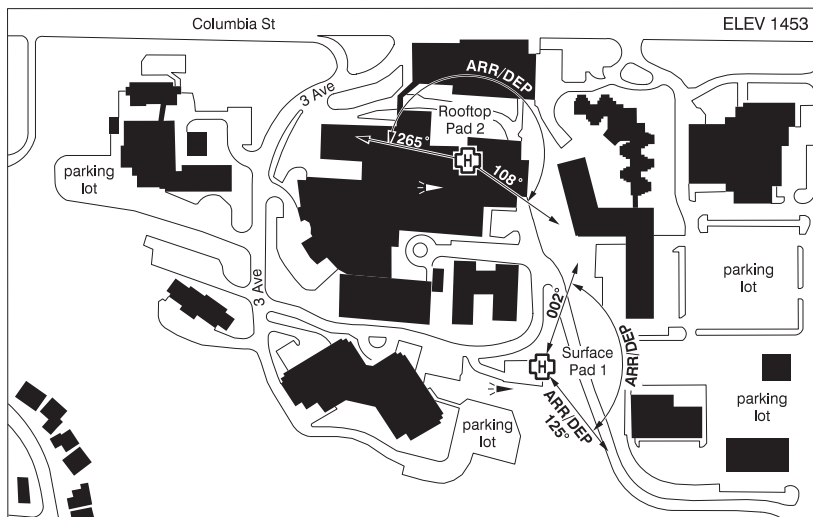 Columbia St
ELEV 1453
3 Ave
ARR/DEP
Rooftop
Pad 2
265°
108°
H
parking
lot
3 Ave
parking
lot
002°
Surface
Pad 1
H
ARR/DEP
ARR/DEP
125°
parking
lot
parking
lot